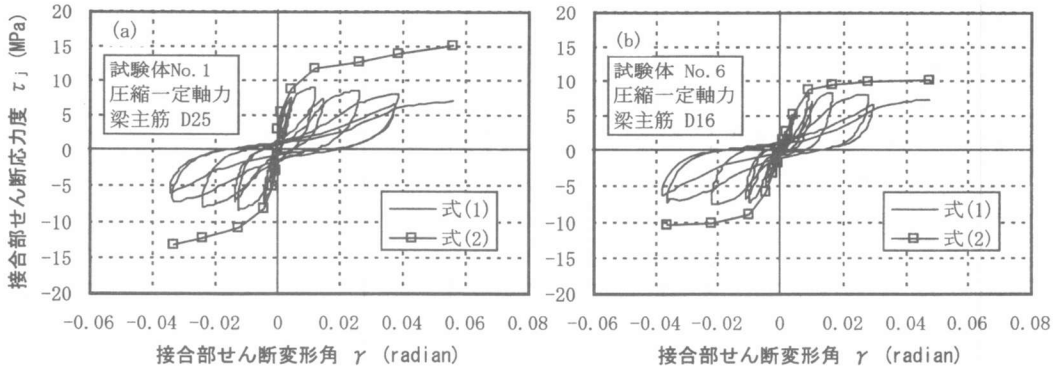 接合部せん断応力度 τj (MPa)
20
15
10
5
0
-5
-10
-15
-20
(a)
試験体No.1
圧縮一定軸力
梁主筋 D25
式(1)
式(2)
-0.06 -0.04 -0.02 0 0.02 0.04 0.06 0.08
接合部せん断変形角 γ (radian)
20
15
10
5
0
-5
-10
-15
-20
(b)
試験体 No.6
圧縮一定軸力
梁主筋 D16
式(1)
式(2)
-0.06 -0.04 -0.02 0 0.02 0.04 0.06 0.08
接合部せん断変形角 γ (radian)